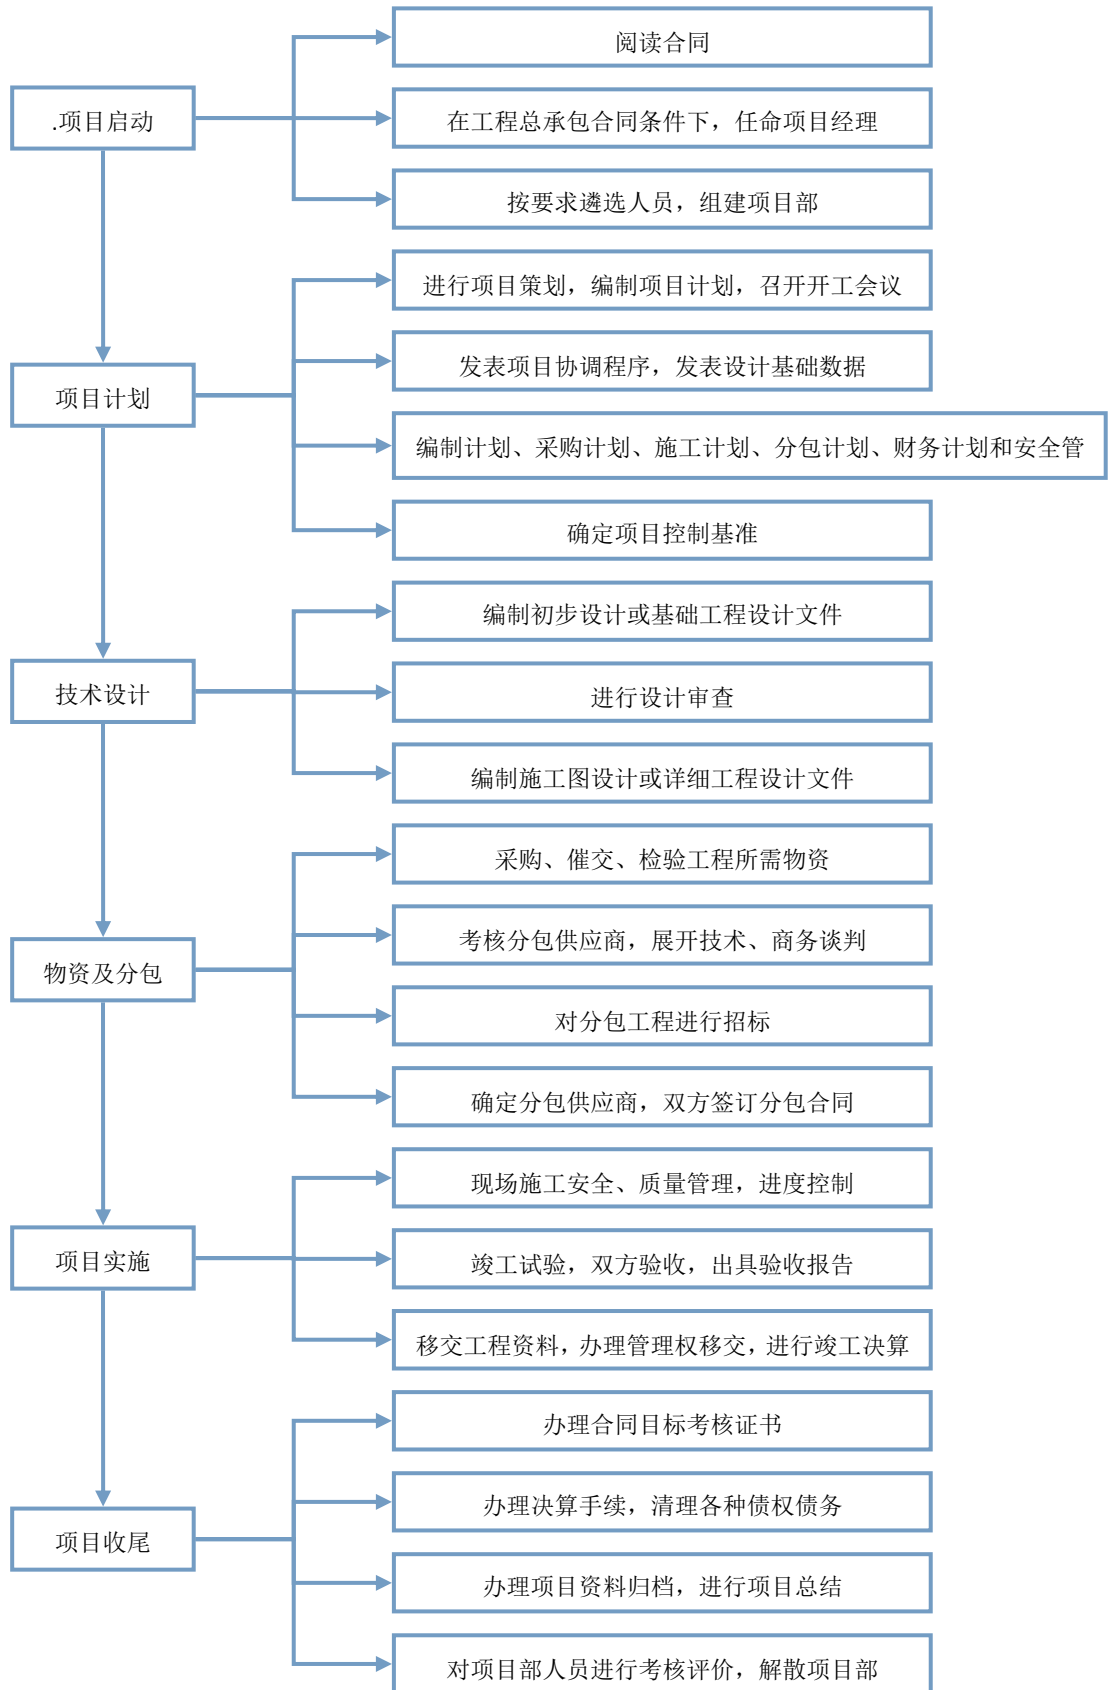 阅读合同
.项目启动
在工程总承包合同条件下，任命项目经理
按要求遴选人员，组建项目部
进行项目策划，编制项目计划，召开开工会议
发表项目协调程序，发表设计基础数据
项目计划
编制计划、采购计划、施工计划、分包计划、财务计划和安全管
确定项目控制基准
编制初步设计或基础工程设计文件
技术设计
进行设计审查
编制施工图设计或详细工程设计文件
采购、催交、检验工程所需物资
考核分包供应商，展开技术、商务谈判
物资及分包
对分包工程进行招标
确定分包供应商，双方签订分包合同
现场施工安全、质量管理，进度控制
项目实施
竣工试验，双方验收，出具验收报告
移交工程资料，办理管理权移交，进行竣工决算
办理合同目标考核证书
办理决算手续，清理各种债权债务
项目收尾
办理项目资料归档，进行项目总结
对项目部人员进行考核评价，解散项目部